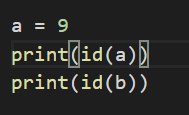 a = 9
print(id(a))
print(id(b))